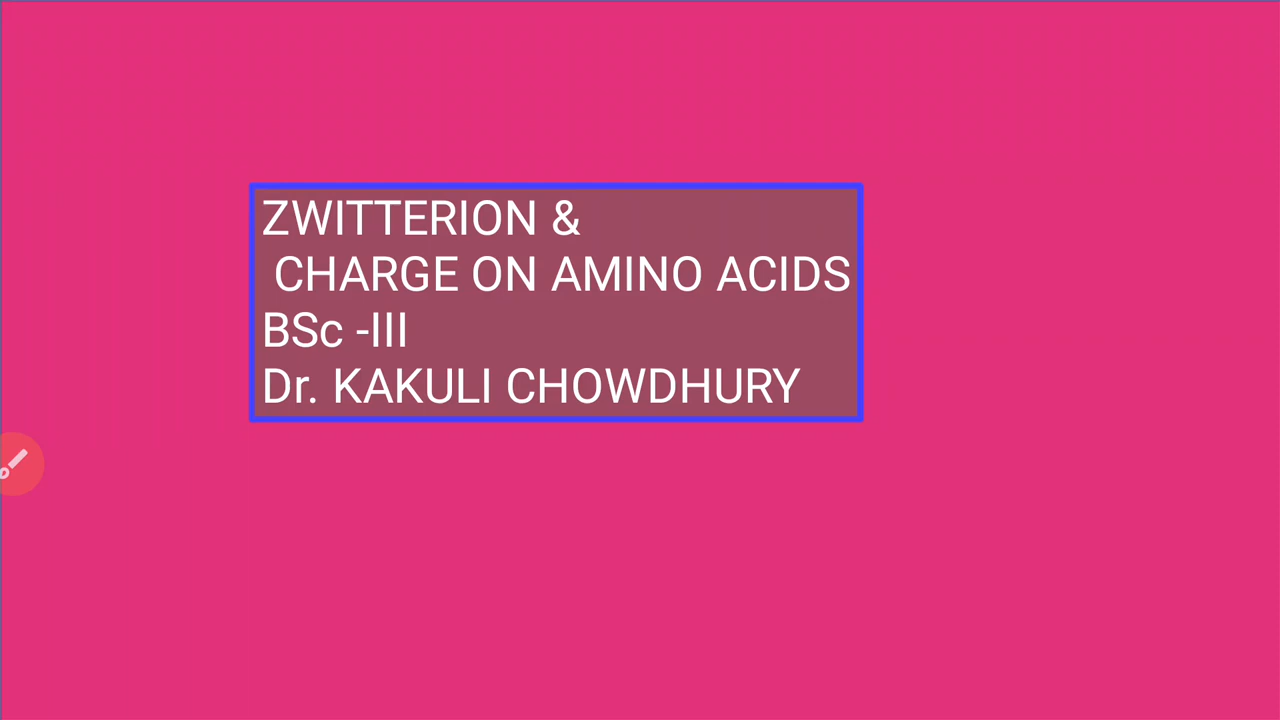 ZWITTERION &
CHARGE ON AMINO ACIDS
BSc -III
Dr. KAKULI CHOWDHURY